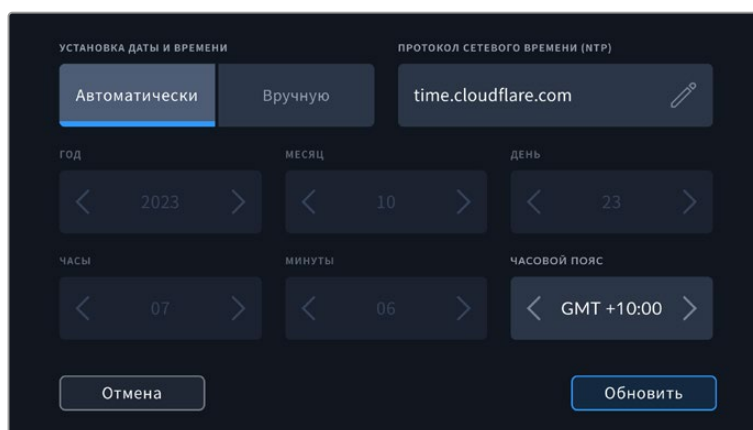 УСТАНОВКА ДАТЫ И ВРЕМЕНИ ПРОТОКОЛ СЕТЕВОГО ВРЕМЕНИ (NTP)
Автоматически Вручную time.cloudflare.com
ГОД МЕСЯЦ ДЕНЬ
2023 10 23
ЧАСЫ МИНУТЫ ЧАСОВОЙ ПОЯС
07 06 GMT +10:00
Отмена Обновить